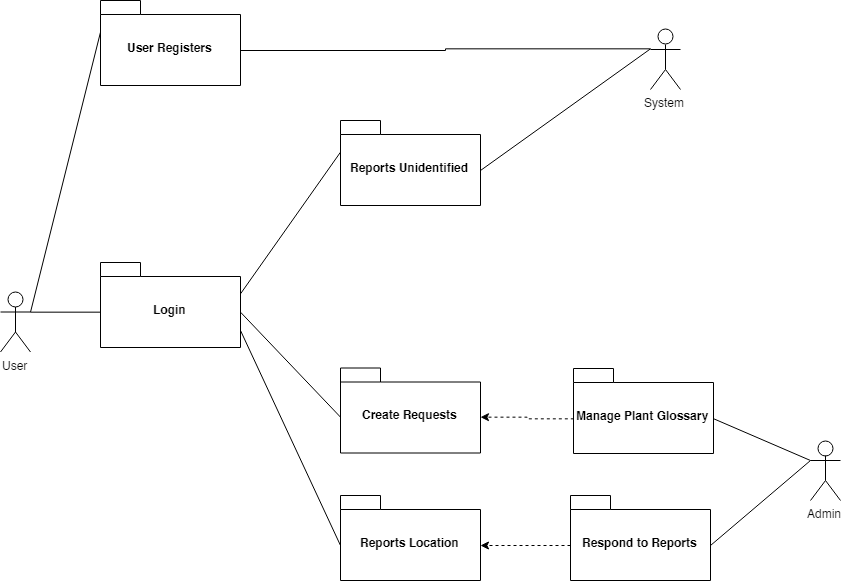 User Registers
System
Reports Unidentified
Login
User
Create Requests
Manage Plant Glossary
Admin
Reports Location
Respond to Reports